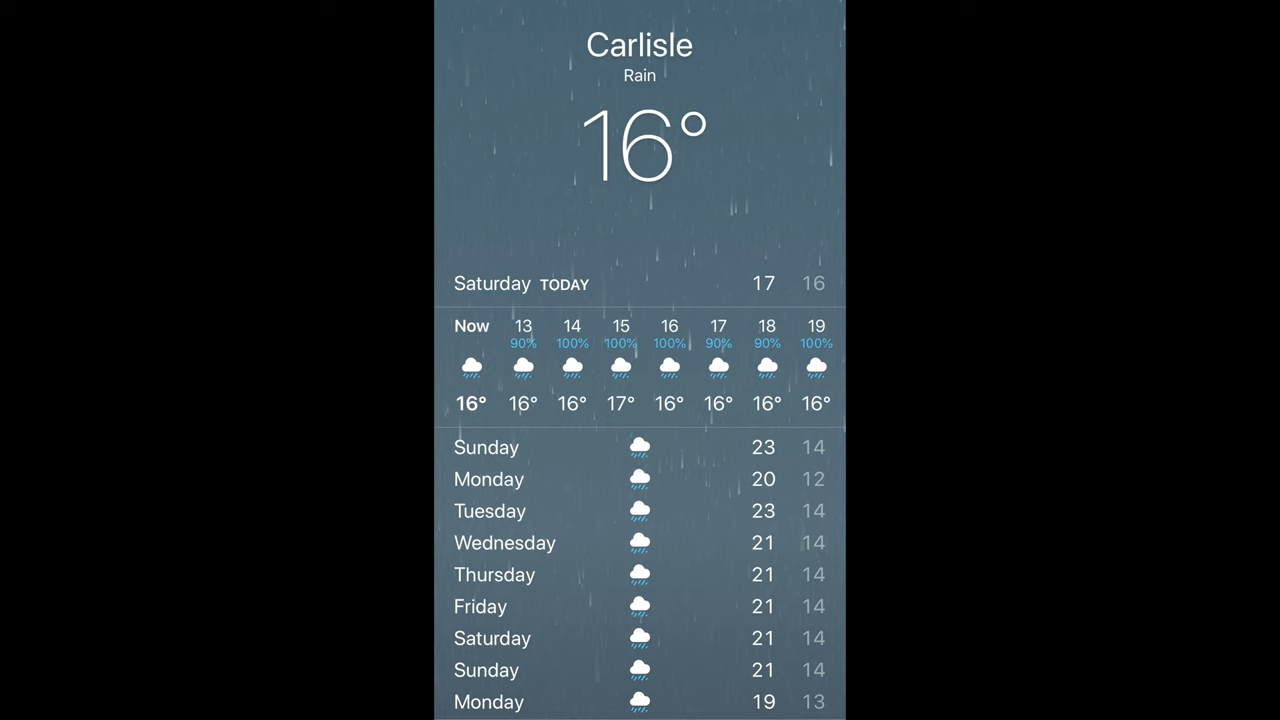 Carlisle
Rain
16°
Saturday TODAY 17 16
Now 13 14 15 16 17 18 19
90% 100% 100% 100% 90% 90% 100%
16° 16° 16° 17° 16° 16° 16° 16°
Sunday 23 14
Monday 20 12
Tuesday 23 14
Wednesday 21 14
Thursday 21 14
Friday 21 14
Saturday 21 14
Sunday 21 14
Monday 19 13